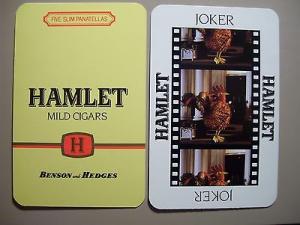 FIVE SLIM PANATELLAS
HAMLET
MILD CIGARS
H
BENSON and HEDGES
JOKER
HAMLET
HAMLET
JOKER